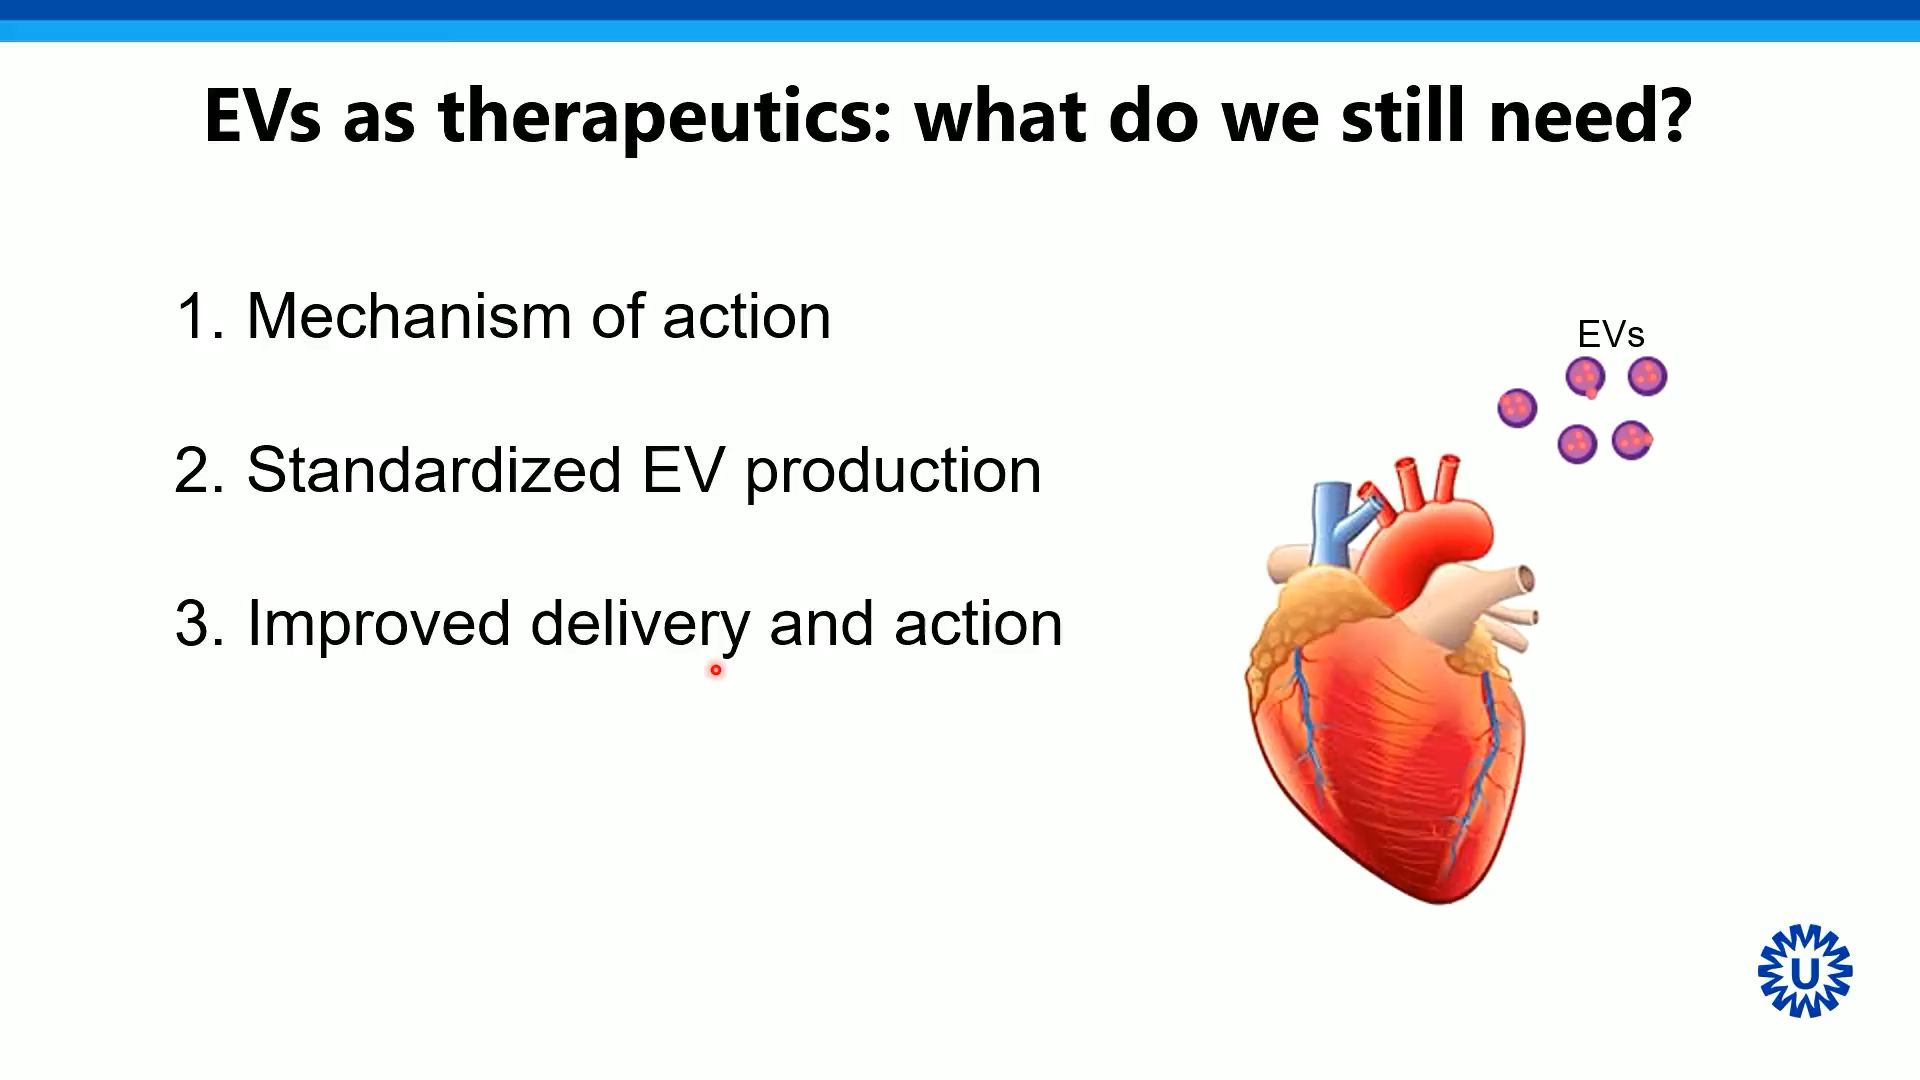 EVs as therapeutics: what do we still need?
1. Mechanism of action
2. Standardized EV production
3. Improved delivery and action
EVs
U